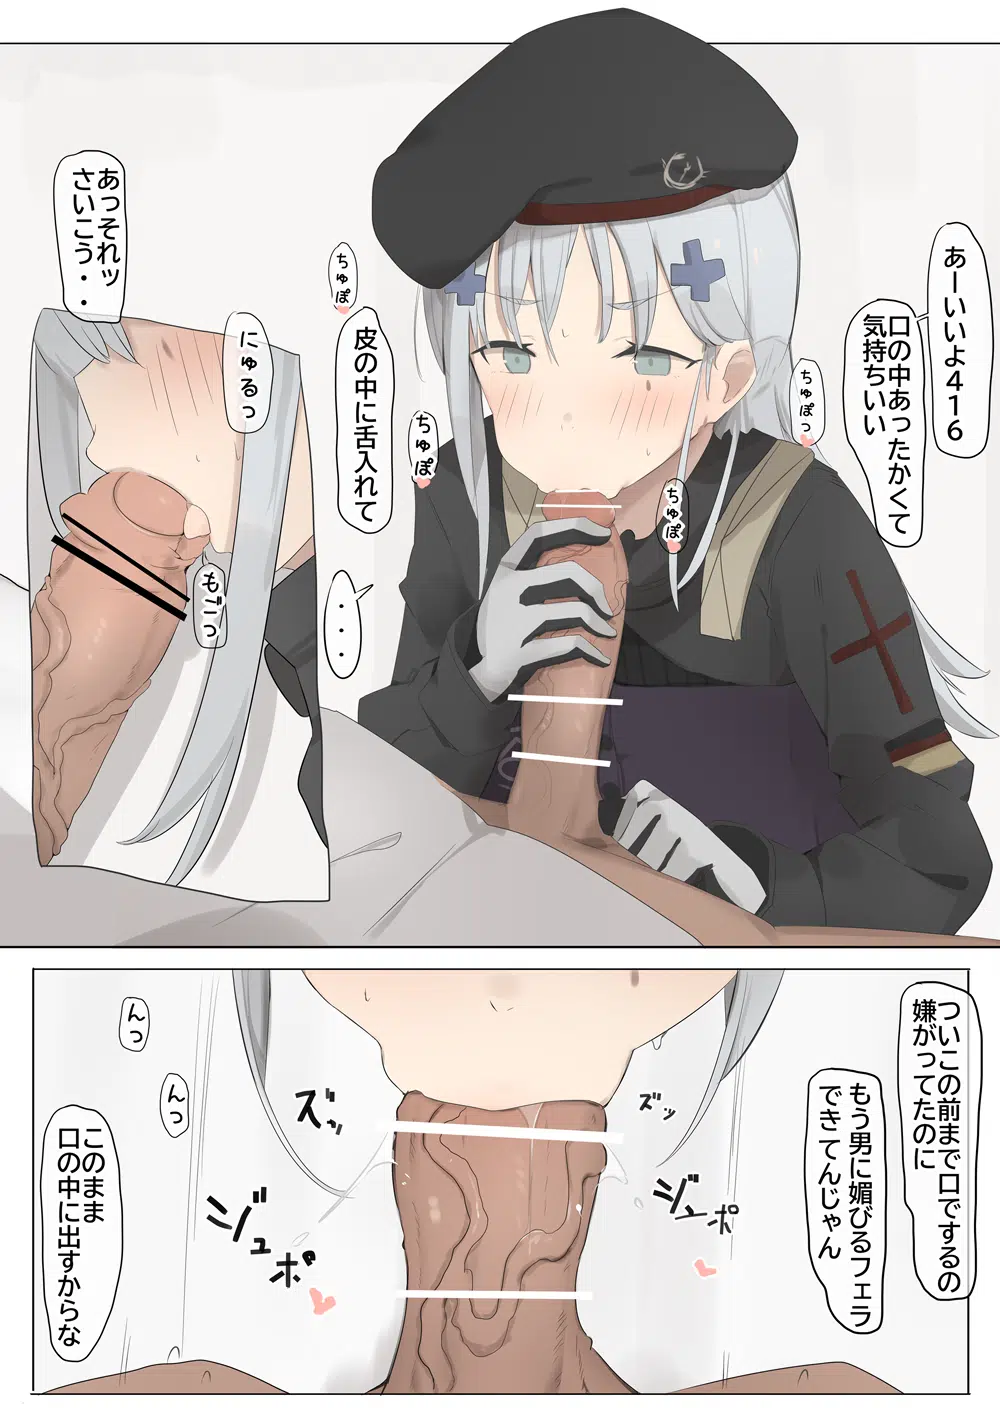 あーいいよ416
口の中あったかくて
気持ちいい
ちゅぽっ
ちゅぽ
皮の中に舌入れて
ちゅぽ
ちゅぽ
・・・
にゅるっ
あっそれッ
さいこう・・
もごっ
ついこの前まで口でするの
嫌がってたのに
もう男に媚びるフェラ
できてんじゃん
ズッ
ジュポ
ズッ
ジュポ
んっ
んっ
このまま
口の中に出すからな